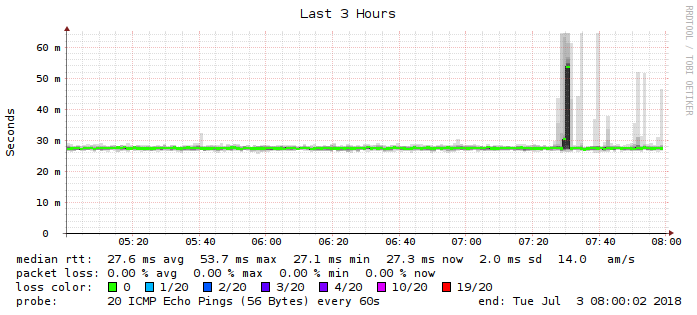 Last 3 Hours
RRDTOOL / TOBI OETIKER
Seconds
60 m
50 m
40 m
30 m
20 m
10 m
0
05:20 05:40 06:00 06:20 06:40 07:00 07:20 07:40 08:00
median rtt: 27.6 ms avg 53.7 ms max 27.1 ms min 27.3 ms now 2.0 ms sd 14.0 am/s
packet loss: 0.00 % avg 0.00 % max 0.00 % min 0.00 % now
loss color: 0 1/20 2/20 3/20 4/20 10/20 19/20
probe: 20 ICMP Echo Pings (56 Bytes) every 60s end: Tue Jul 3 08:00:02 2018